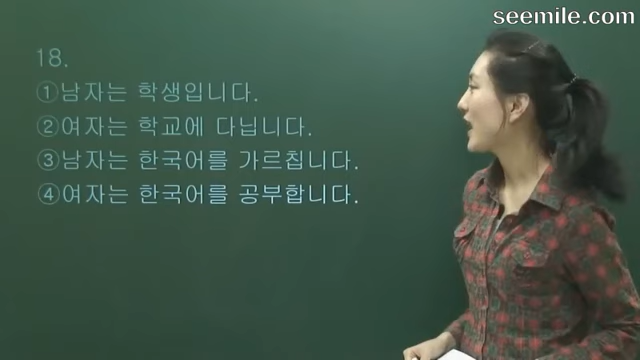 seemile.com
18.
①남자는 학생입니다.
②여자는 학교에 다닙니다.
③남자는 한국어를 가르칩니다.
④여자는 한국어를 공부합니다.